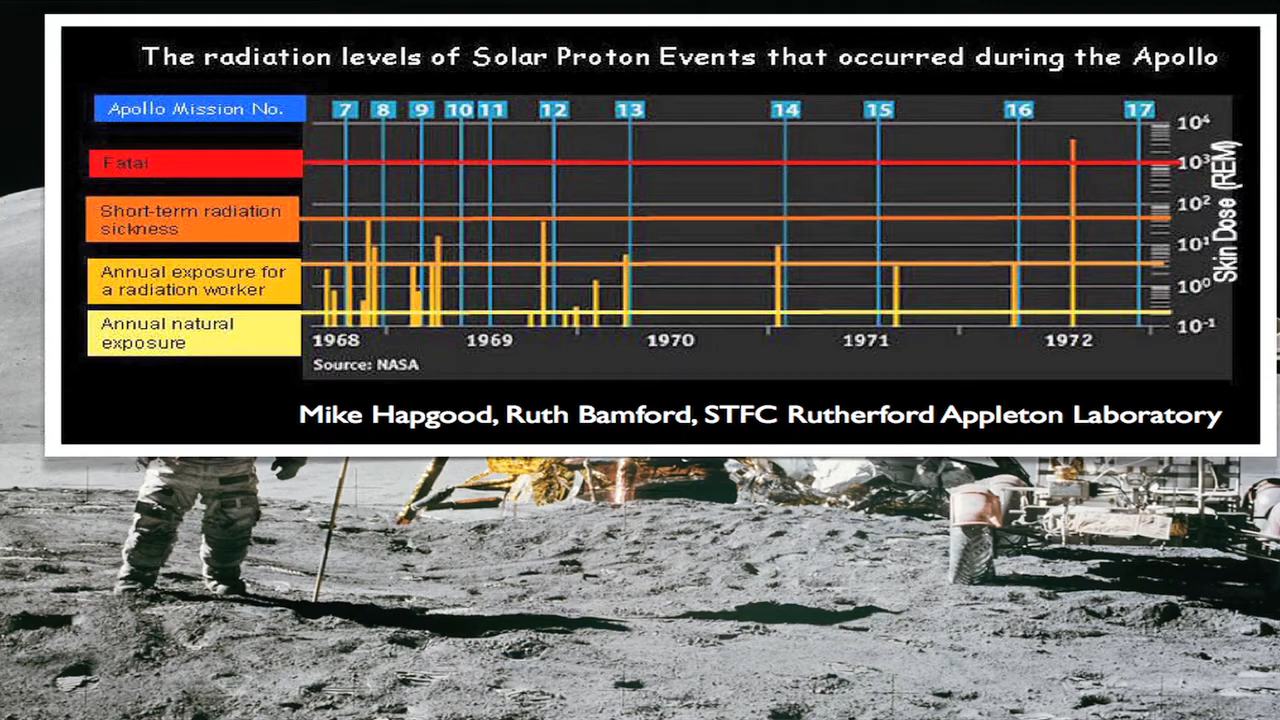 The radiation levels of Solar Proton Events that occurred during the Apollo
Apollo Mission No.
7 8 9 10 11 12 13 14 15 16 17
Fatal
Short-term radiation
sickness
Annual exposure for
a radiation worker
Annual natural
exposure
10⁴
10³
10²
10¹
10⁰
10⁻¹
Skin Dose (REM)
1968 1969 1970 1971 1972
Source: NASA
Mike Hapgood, Ruth Bamford, STFC Rutherford Appleton Laboratory